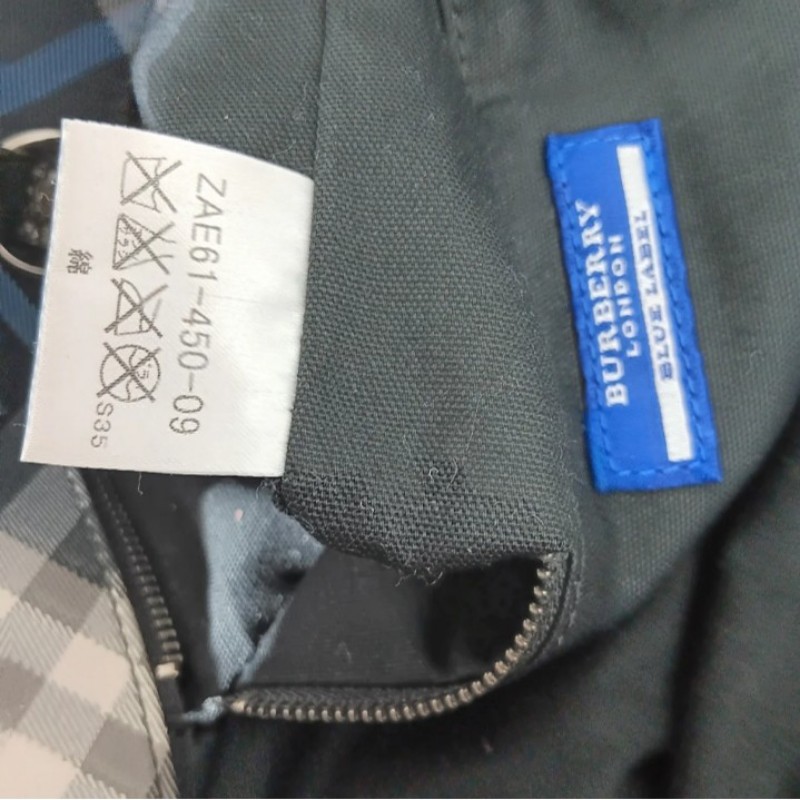 ZAE61-450-09
綿
S35
BURBERRY
LONDON
BLUE LABEL